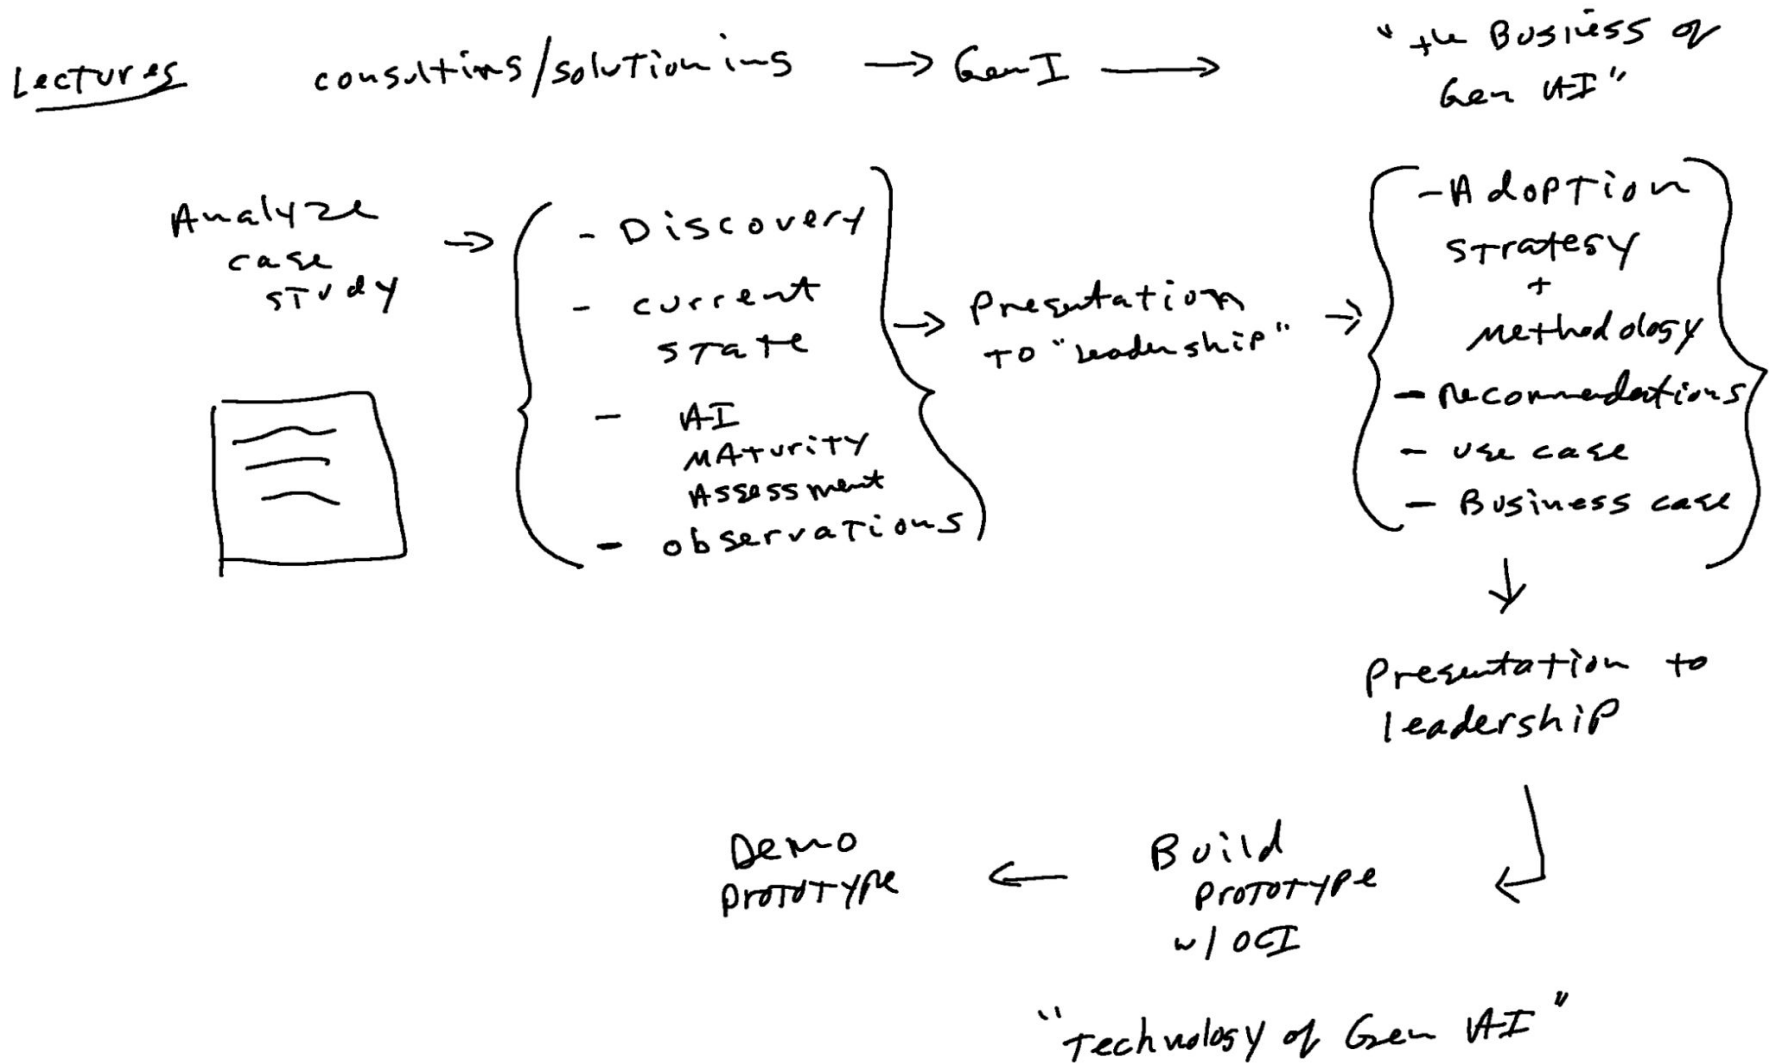 Lectures consulting/solutioning → GenI → "the Business of
Gen AI"
Analyze
case
study
→
- Discovery
- current
state
- AI
Maturity
Assessment
- observations
→ Presentation
to "leadership"
→
- Adoption
strategy
+
Methodology
- Recommendations
- use case
- Business case
↓
Presentation to
leadership
Build
prototype
w/ OCI
←
Demo
prototype
"Technology of Gen AI"